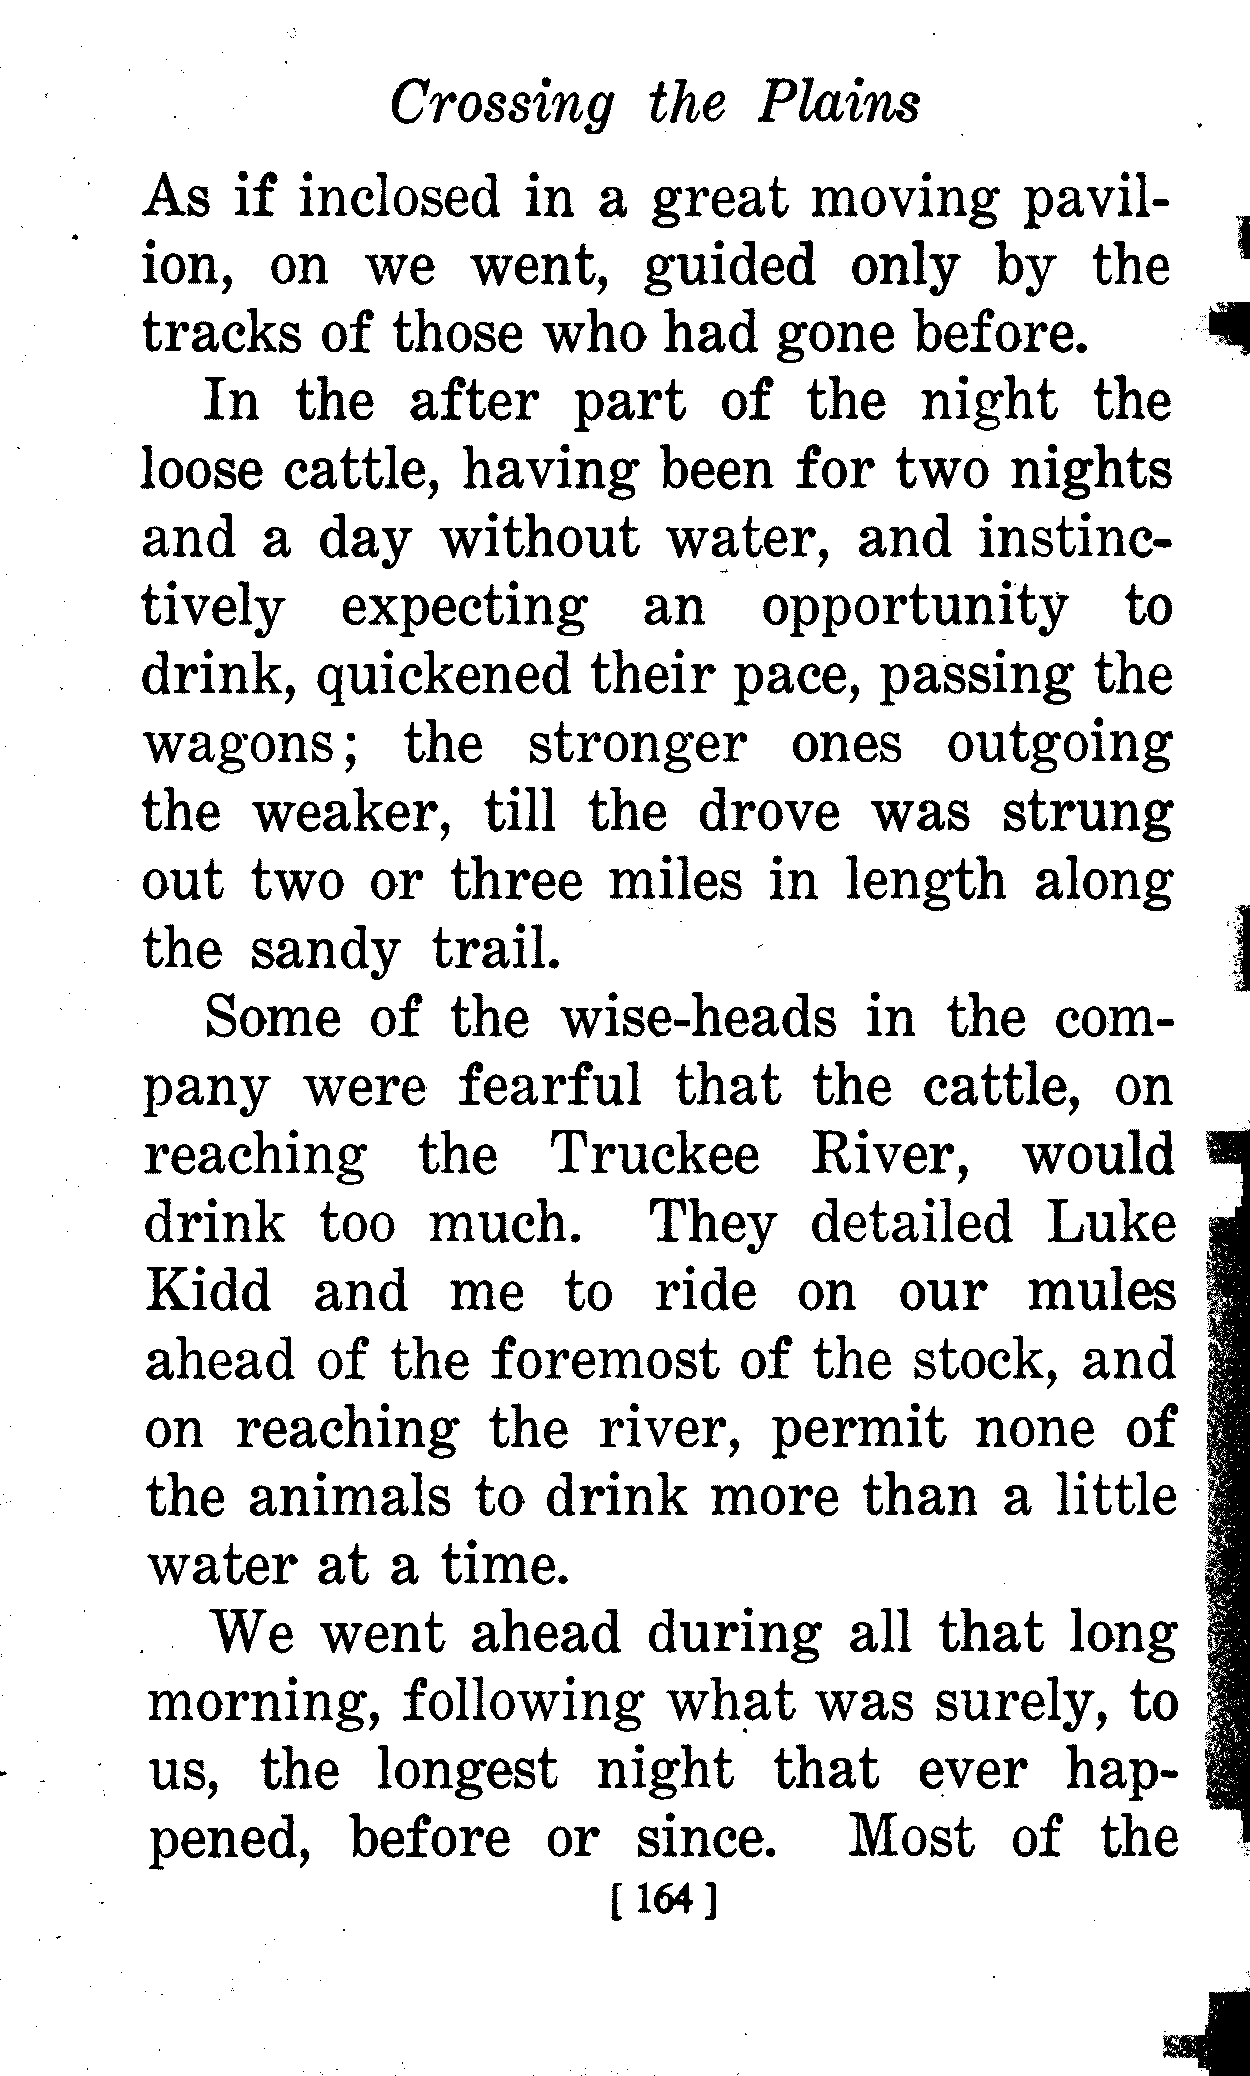 Crossing the Plains
As if inclosed in a great moving pavil-
ion, on we went, guided only by the
tracks of those who had gone before.
In the after part of the night the
loose cattle, having been for two nights
and a day without water, and instinc-
tively expecting an opportunity to
drink, quickened their pace, passing the
wagons; the stronger ones outgoing
the weaker, till the drove was strung
out two or three miles in length along
the sandy trail.
Some of the wise-heads in the com-
pany were fearful that the cattle, on
reaching the Truckee River, would
drink too much. They detailed Luke
Kidd and me to ride on our mules
ahead of the foremost of the stock, and
on reaching the river, permit none of
the animals to drink more than a little
water at a time.
We went ahead during all that long
morning, following what was surely, to
us, the longest night that ever hap-
pened, before or since. Most of the
[ 164 ]